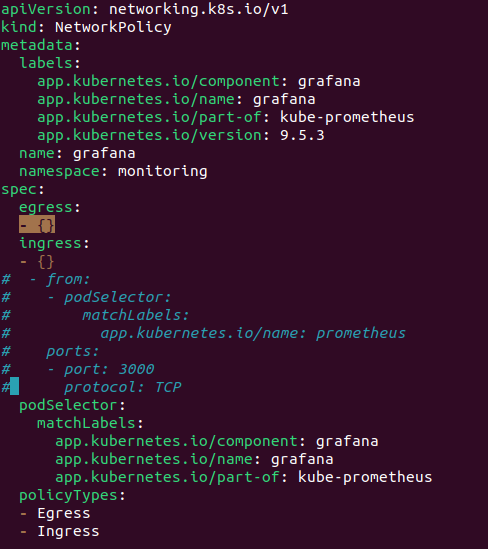 apiVersion: networking.k8s.io/v1
kind: NetworkPolicy
metadata:
  labels:
    app.kubernetes.io/component: grafana
    app.kubernetes.io/name: grafana
    app.kubernetes.io/part-of: kube-prometheus
    app.kubernetes.io/version: 9.5.3
  name: grafana
  namespace: monitoring
spec:
  egress:
  - {}
  ingress:
  - {}
#  - from:
#    - podSelector:
#        matchLabels:
#          app.kubernetes.io/name: prometheus
#    ports:
#    - port: 3000
#      protocol: TCP
  podSelector:
    matchLabels:
      app.kubernetes.io/component: grafana
      app.kubernetes.io/name: grafana
      app.kubernetes.io/part-of: kube-prometheus
  policyTypes:
  - Egress
  - Ingress